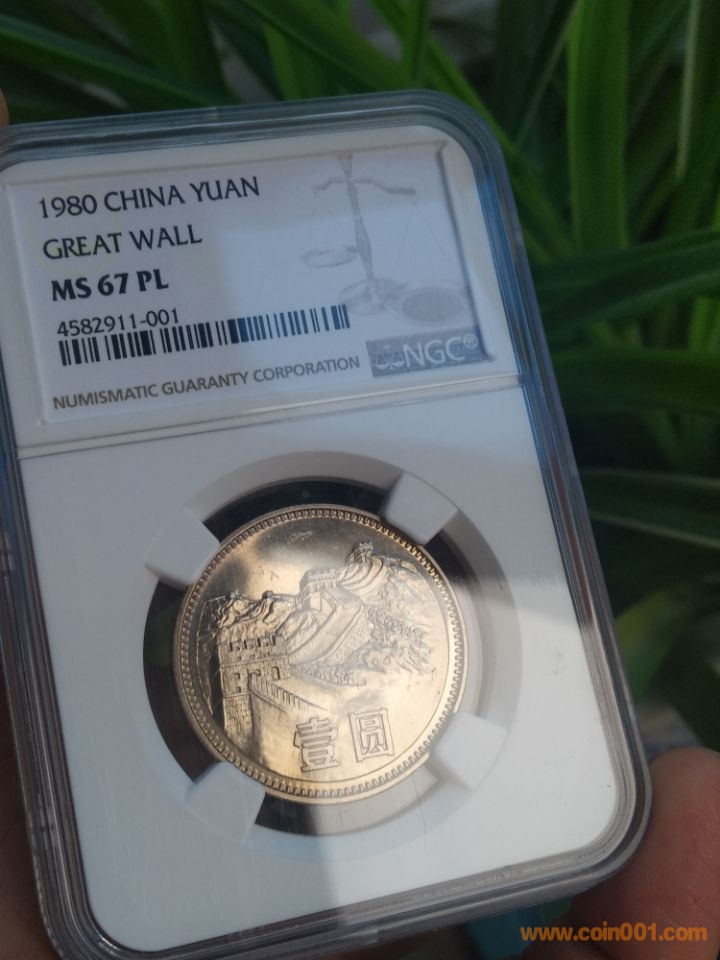 1980 CHINA YUAN
GREAT WALL
MS 67 PL
4582911-001
NGC®
NUMISMATIC GUARANTY CORPORATION
壹圆
www.coin001.com